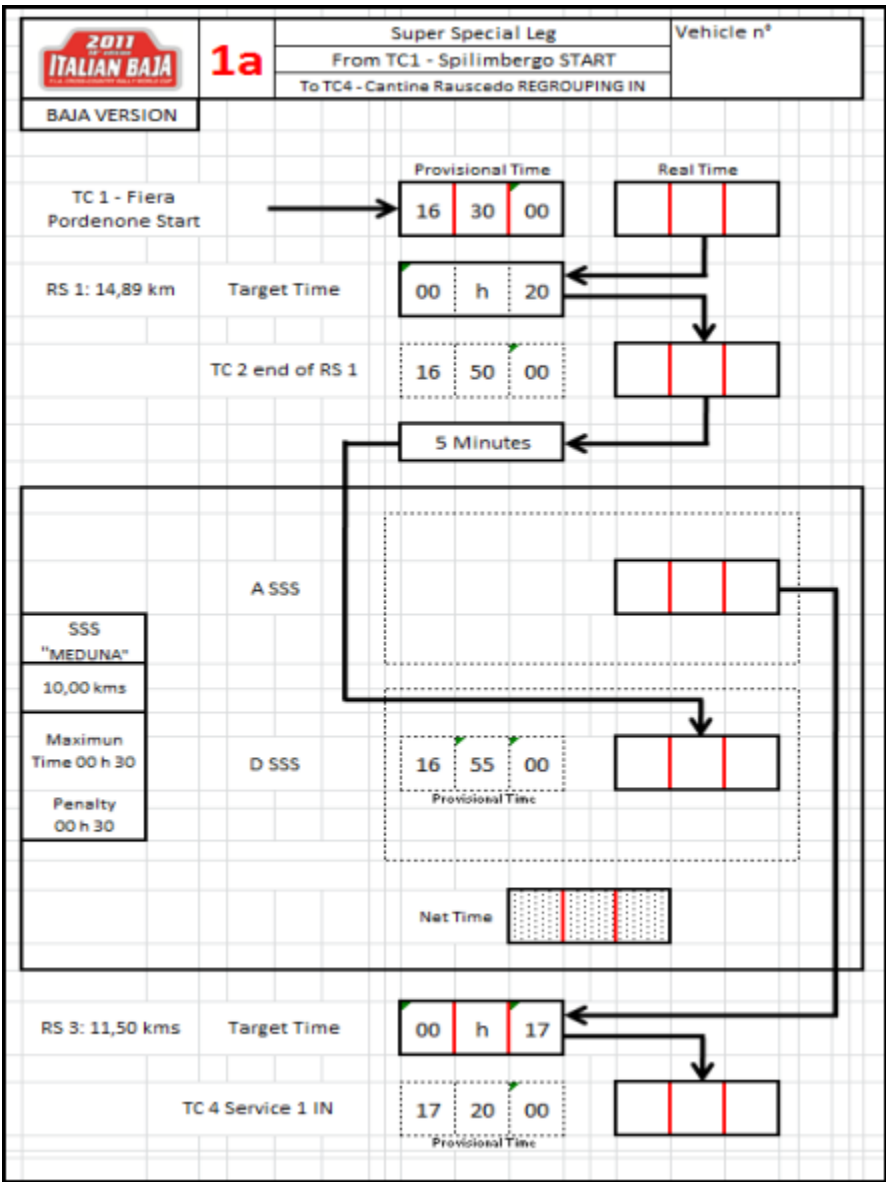 2011
ITALIAN BAJA
1a
Super Special Leg
From TC1 - Spilimbergo START
To TC4 - Cantine Rauscedo REGROUPING IN
Vehicle n°
BAJA VERSION
Provisional Time
Real Time
TC 1 - Fiera
Pordenone Start
16 30 00
RS 1: 14,89 km
Target Time
00 h 20
TC 2 end of RS 1
16 50 00
5 Minutes
A SSS
SSS
"MEDUNA"
10,00 kms
Maximun
Time 00 h 30
Penalty
00 h 30
D SSS
16 55 00
Provisional Time
Net Time
RS 3: 11,50 kms
Target Time
00 h 17
TC 4 Service 1 IN
17 20 00
Provisional Time